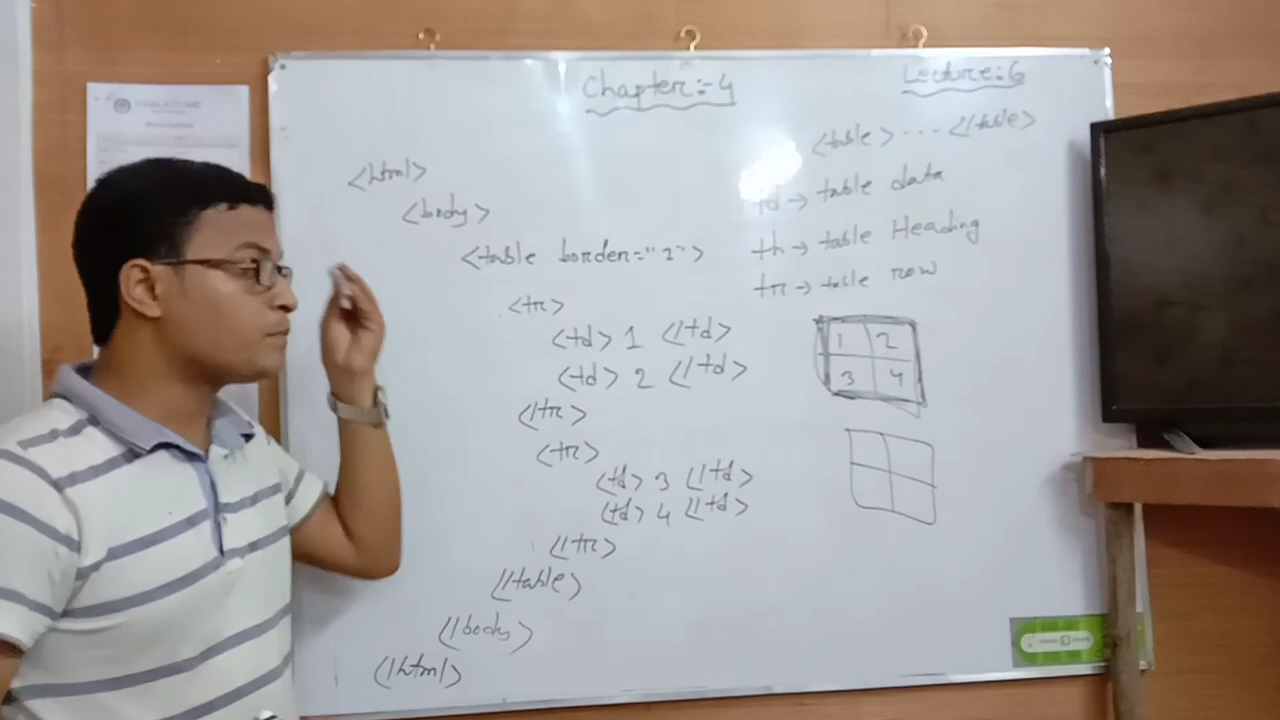 Chapter:- 4
Lecture: 6
<html>
<body>
<table border="2">
<tr>
<td> 1 </td>
<td> 2 </td>
</tr>
<tr>
<td> 3 </td>
<td> 4 </td>
</tr>
</table>
</body>
</html>
<table> ... </table>
td → table data
th → table Heading
tr → table row
1 2
3 4